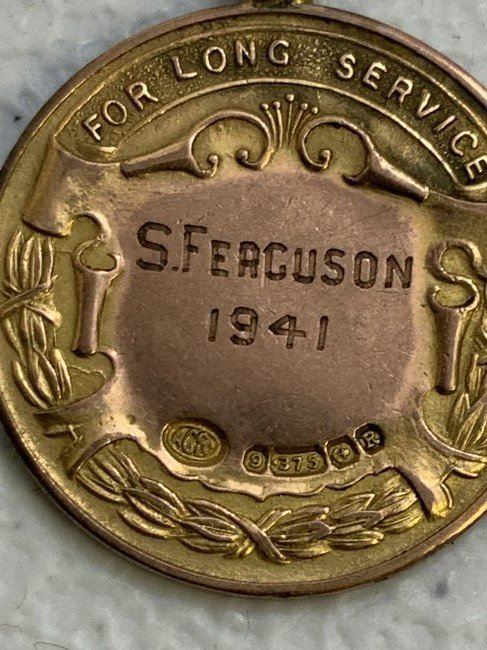 FOR LONG SERVICE
S. FERGUSON
1941
9 .375 R